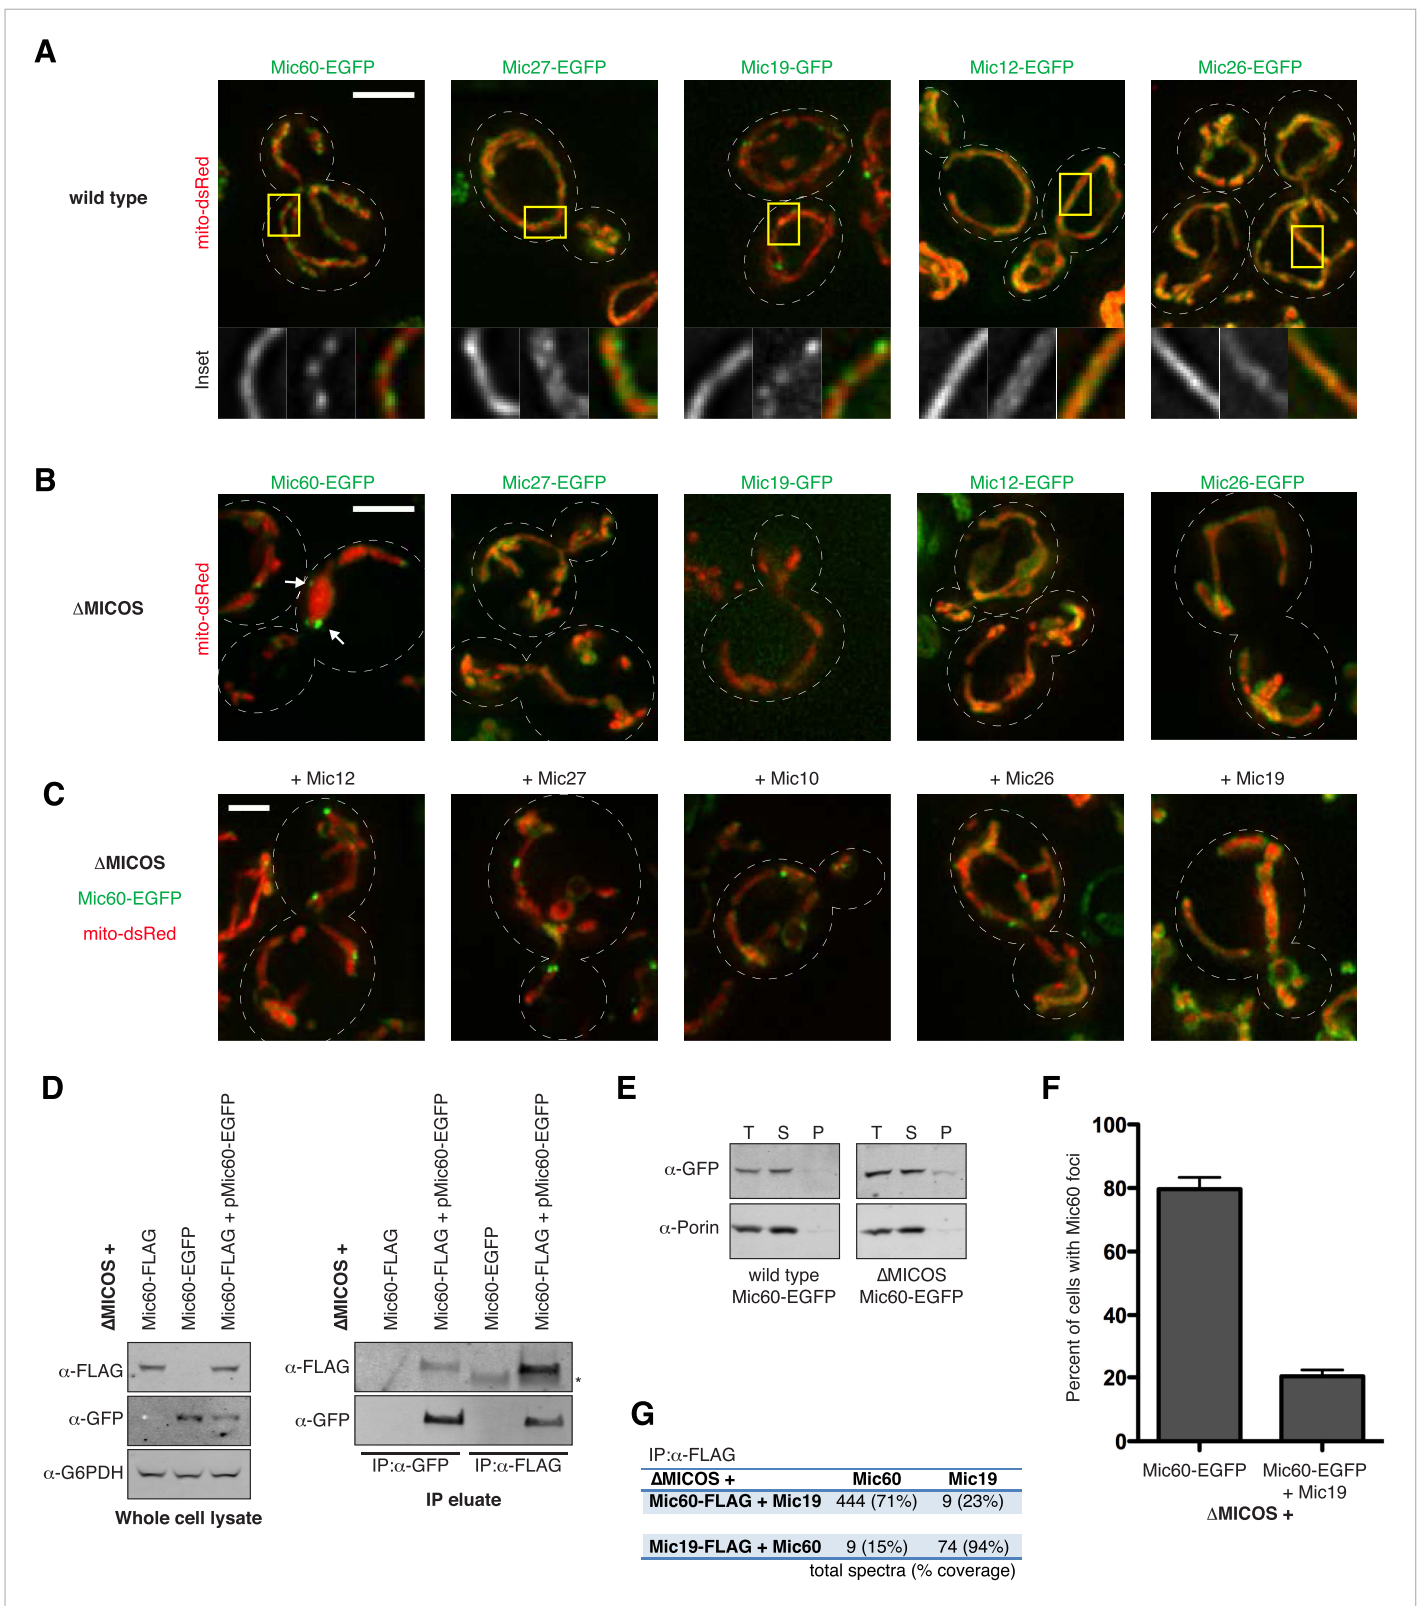 A
Mic60-EGFP
Mic27-EGFP
Mic19-GFP
Mic12-EGFP
Mic26-EGFP
wild type
mito-dsRed
Inset
B
Mic60-EGFP
Mic27-EGFP
Mic19-GFP
Mic12-EGFP
Mic26-EGFP
ΔMICOS
mito-dsRed
C
+ Mic12
+ Mic27
+ Mic10
+ Mic26
+ Mic19
ΔMICOS
Mic60-EGFP
mito-dsRed
D
ΔMICOS +
Mic60-FLAG
Mic60-EGFP
Mic60-FLAG + pMic60-EGFP
α-FLAG
α-GFP
α-G6PDH
Whole cell lysate
ΔMICOS +
Mic60-FLAG
Mic60-FLAG + pMic60-EGFP
Mic60-EGFP
Mic60-FLAG + pMic60-EGFP
α-FLAG
*
α-GFP
IP:α-GFP
IP:α-FLAG
IP eluate
E
T S P
T S P
α-GFP
α-Porin
wild type
Mic60-EGFP
ΔMICOS
Mic60-EGFP
F
Percent of cells with Mic60 foci
100
80
60
40
20
0
Mic60-EGFP
Mic60-EGFP
+ Mic19
ΔMICOS +
G
IP:α-FLAG
ΔMICOS + Mic60 Mic19
Mic60-FLAG + Mic19 444 (71%) 9 (23%)
Mic19-FLAG + Mic60 9 (15%) 74 (94%)
total spectra (% coverage)